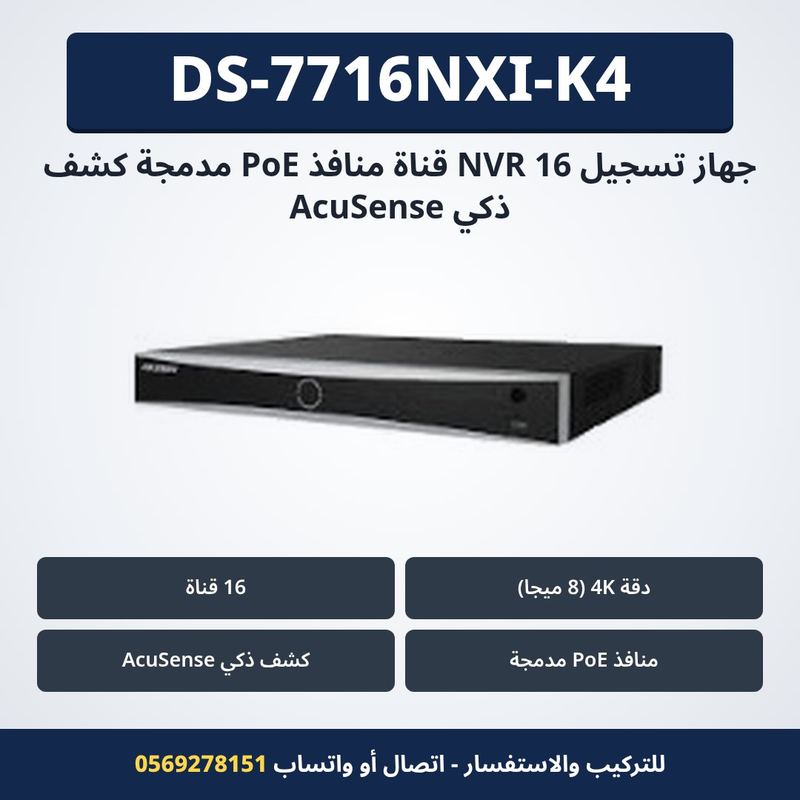 DS-7716NXI-K4
جهاز تسجيل NVR 16 قناة منافذ PoE مدمجة كشف
ذكي AcuSense
دقة 4K (8 ميجا)
16 قناة
منافذ PoE مدمجة
كشف ذكي AcuSense
للتركيب والاستفسار - اتصال أو واتساب 0569278151